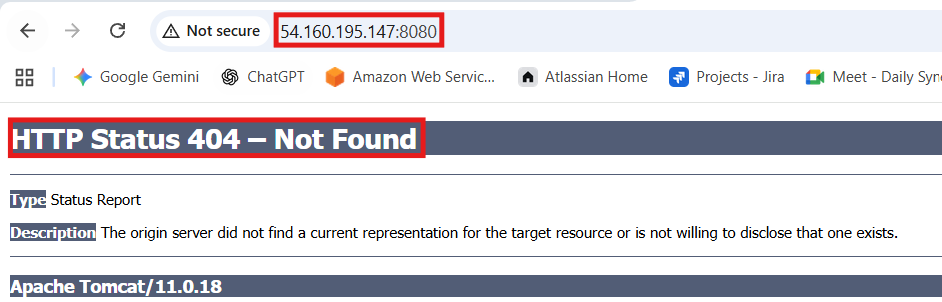 Not secure 54.160.195.147:8080
Google Gemini ChatGPT Amazon Web Servic... Atlassian Home Projects - Jira Meet - Daily Syn
HTTP Status 404 – Not Found
Type Status Report
Description The origin server did not find a current representation for the target resource or is not willing to disclose that one exists.
Apache Tomcat/11.0.18